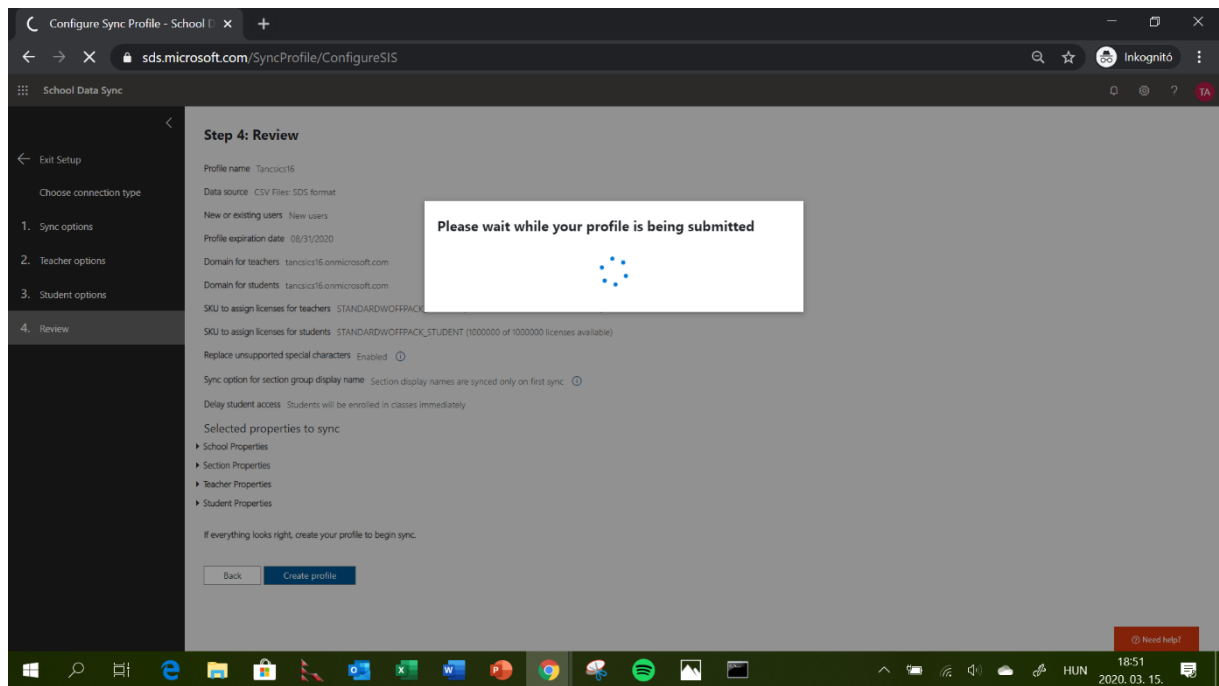 Configure Sync Profile - School D
sds.microsoft.com/SyncProfile/ConfigureSIS
Inkognitó
School Data Sync
TA
Exit Setup
Choose connection type
1. Sync options
2. Teacher options
3. Student options
4. Review
Step 4: Review
Profile name Tancsics16
Data source CSV Files: SDS format
New or existing users New users
Profile expiration date 08/31/2020
Domain for teachers tancsics16.onmicrosoft.com
Domain for students tancsics16.onmicrosoft.com
SKU to assign licenses for teachers STANDARDWOFFPACK
SKU to assign licenses for students STANDARDWOFFPACK_STUDENT (1000000 of 1000000 licenses available)
Replace unsupported special characters Enabled
Sync option for section group display name Section display names are synced only on first sync
Delay student access Students will be enrolled in classes immediately
Selected properties to sync
School Properties
Section Properties
Teacher Properties
Student Properties
If everything looks right, create your profile to begin sync.
Back Create profile
Please wait while your profile is being submitted
? Need help?
HUN
18:51
2020. 03. 15.